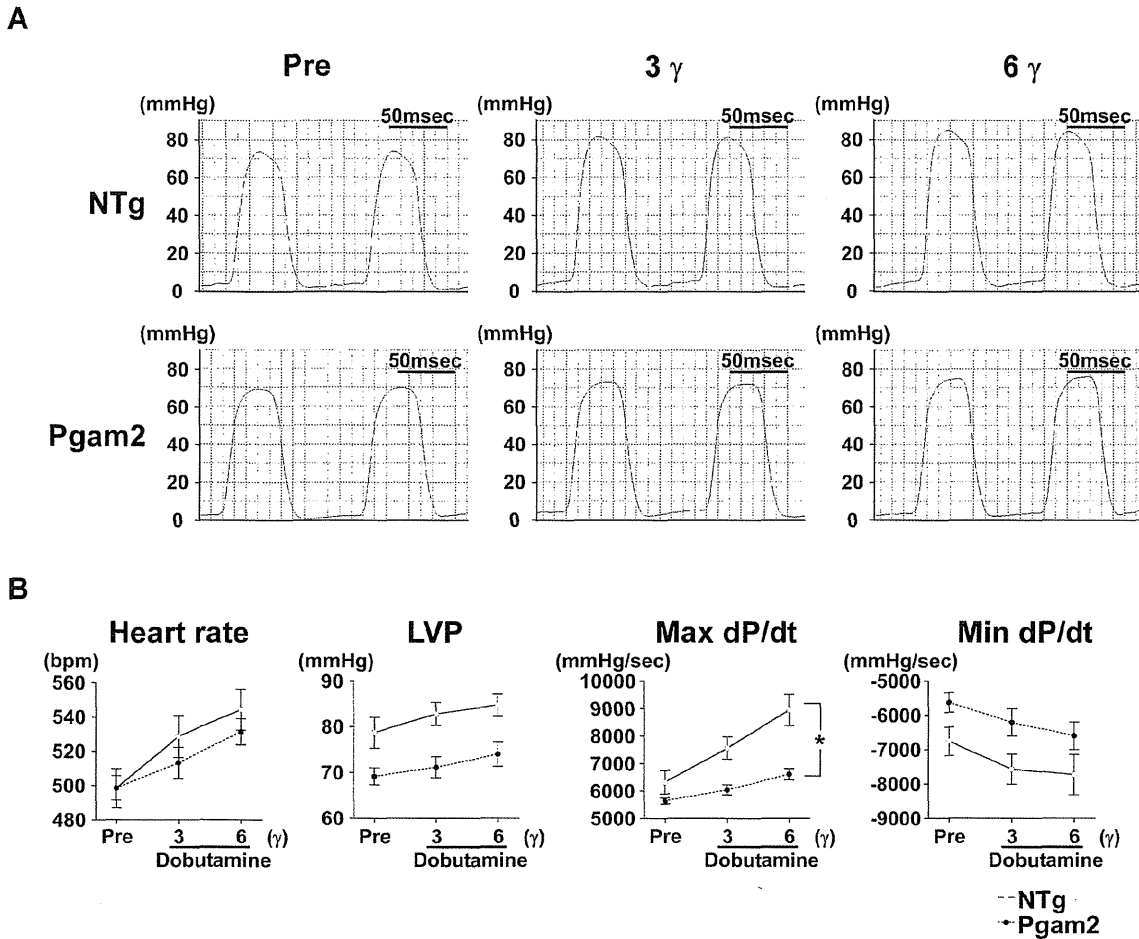 A
Pre 3 γ 6 γ
(mmHg) (mmHg) (mmHg)
50msec 50msec 50msec
80 80 80
60 60 60
NTg
40 40 40
20 20 20
0 0 0
(mmHg) (mmHg) (mmHg)
50msec 50msec 50msec
80 80 80
60 60 60
Pgam2
40 40 40
20 20 20
0 0 0
B
Heart rate
(bpm)
560
540
520
500
480
Pre 3 6 (γ)
Dobutamine
LVP
(mmHg)
90
80
70
60
Pre 3 6 (γ)
Dobutamine
Max dP/dt
(mmHg/sec)
10000
9000
8000
7000
6000
5000
*
Pre 3 6 (γ)
Dobutamine
Min dP/dt
(mmHg/sec)
-5000
-6000
-7000
-8000
-9000
Pre 3 6 (γ)
Dobutamine
NTg
Pgam2